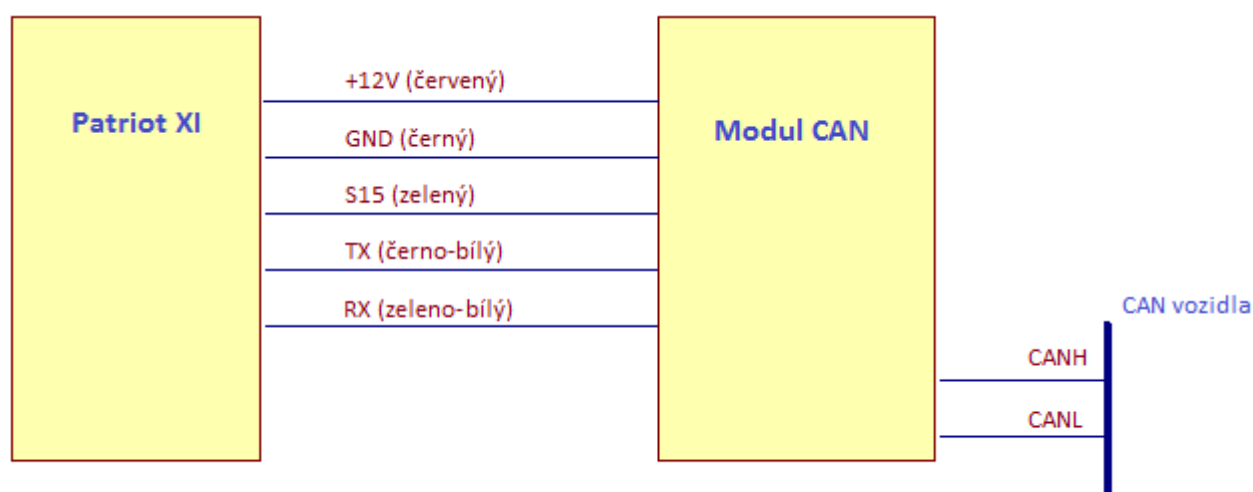 Patriot XI
+12V (červený)
GND (černý)
S15 (zelený)
TX (černo-bílý)
RX (zeleno-bílý)
Modul CAN
CAN vozidla
CANH
CANL